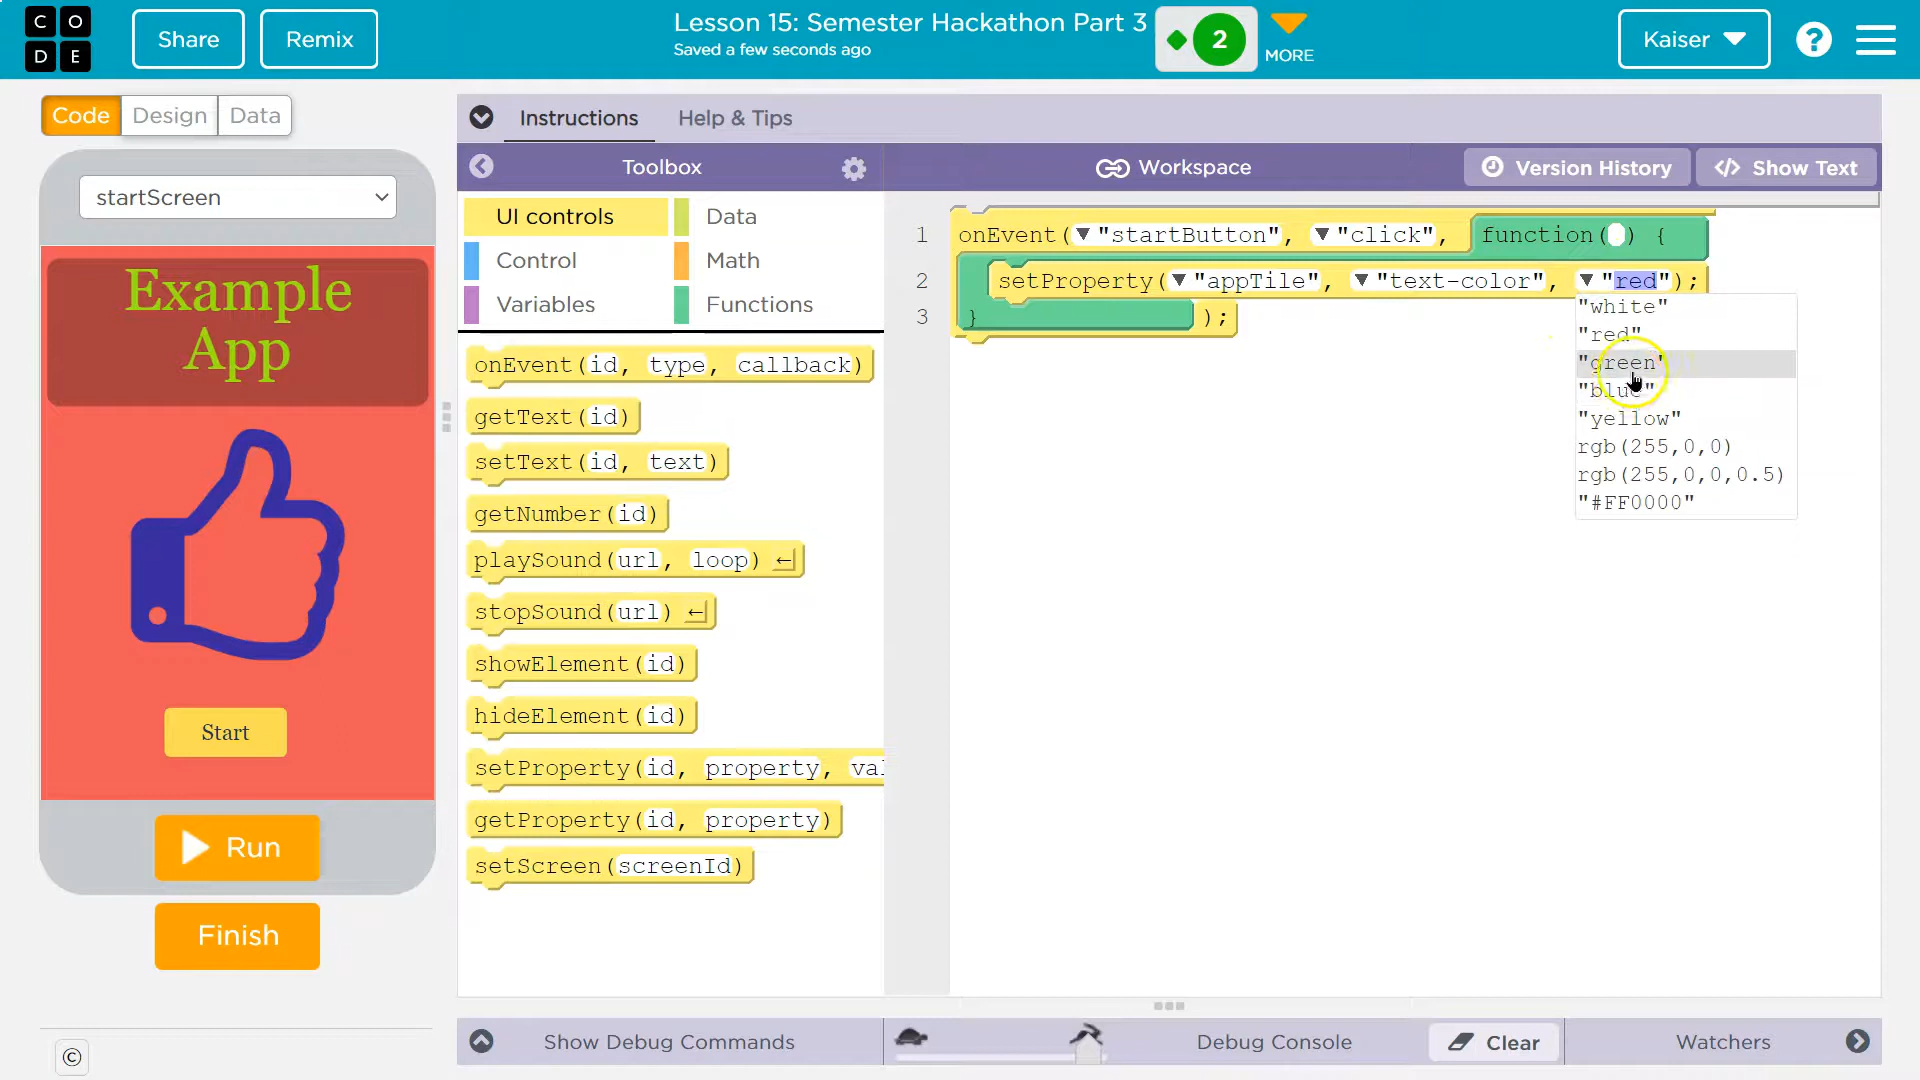 CODE
Share
Remix
Lesson 15: Semester Hackathon Part 3
Saved a few seconds ago
2
MORE
Kaiser
?
Code
Design
Data
Instructions
Help & Tips
Toolbox
Workspace
Version History
</> Show Text
startScreen
Example
App
Start
Run
Finish
©
UI controls
Data
Control
Math
Variables
Functions
onEvent(id, type, callback)
getText(id)
setText(id, text)
getNumber(id)
playSound(url, loop) ←
stopSound(url) ←
showElement(id)
hideElement(id)
setProperty(id, property, val
getProperty(id, property)
setScreen(screenId)
1 onEvent(▼"startButton", ▼"click", function( ) {
2 setProperty(▼"appTile", ▼"text-color", ▼"red");
3 } );
"white"
"red"
"green"
"blue"
"yellow"
rgb(255,0,0)
rgb(255,0,0,0.5)
"#FF0000"
Show Debug Commands
Debug Console
Clear
Watchers